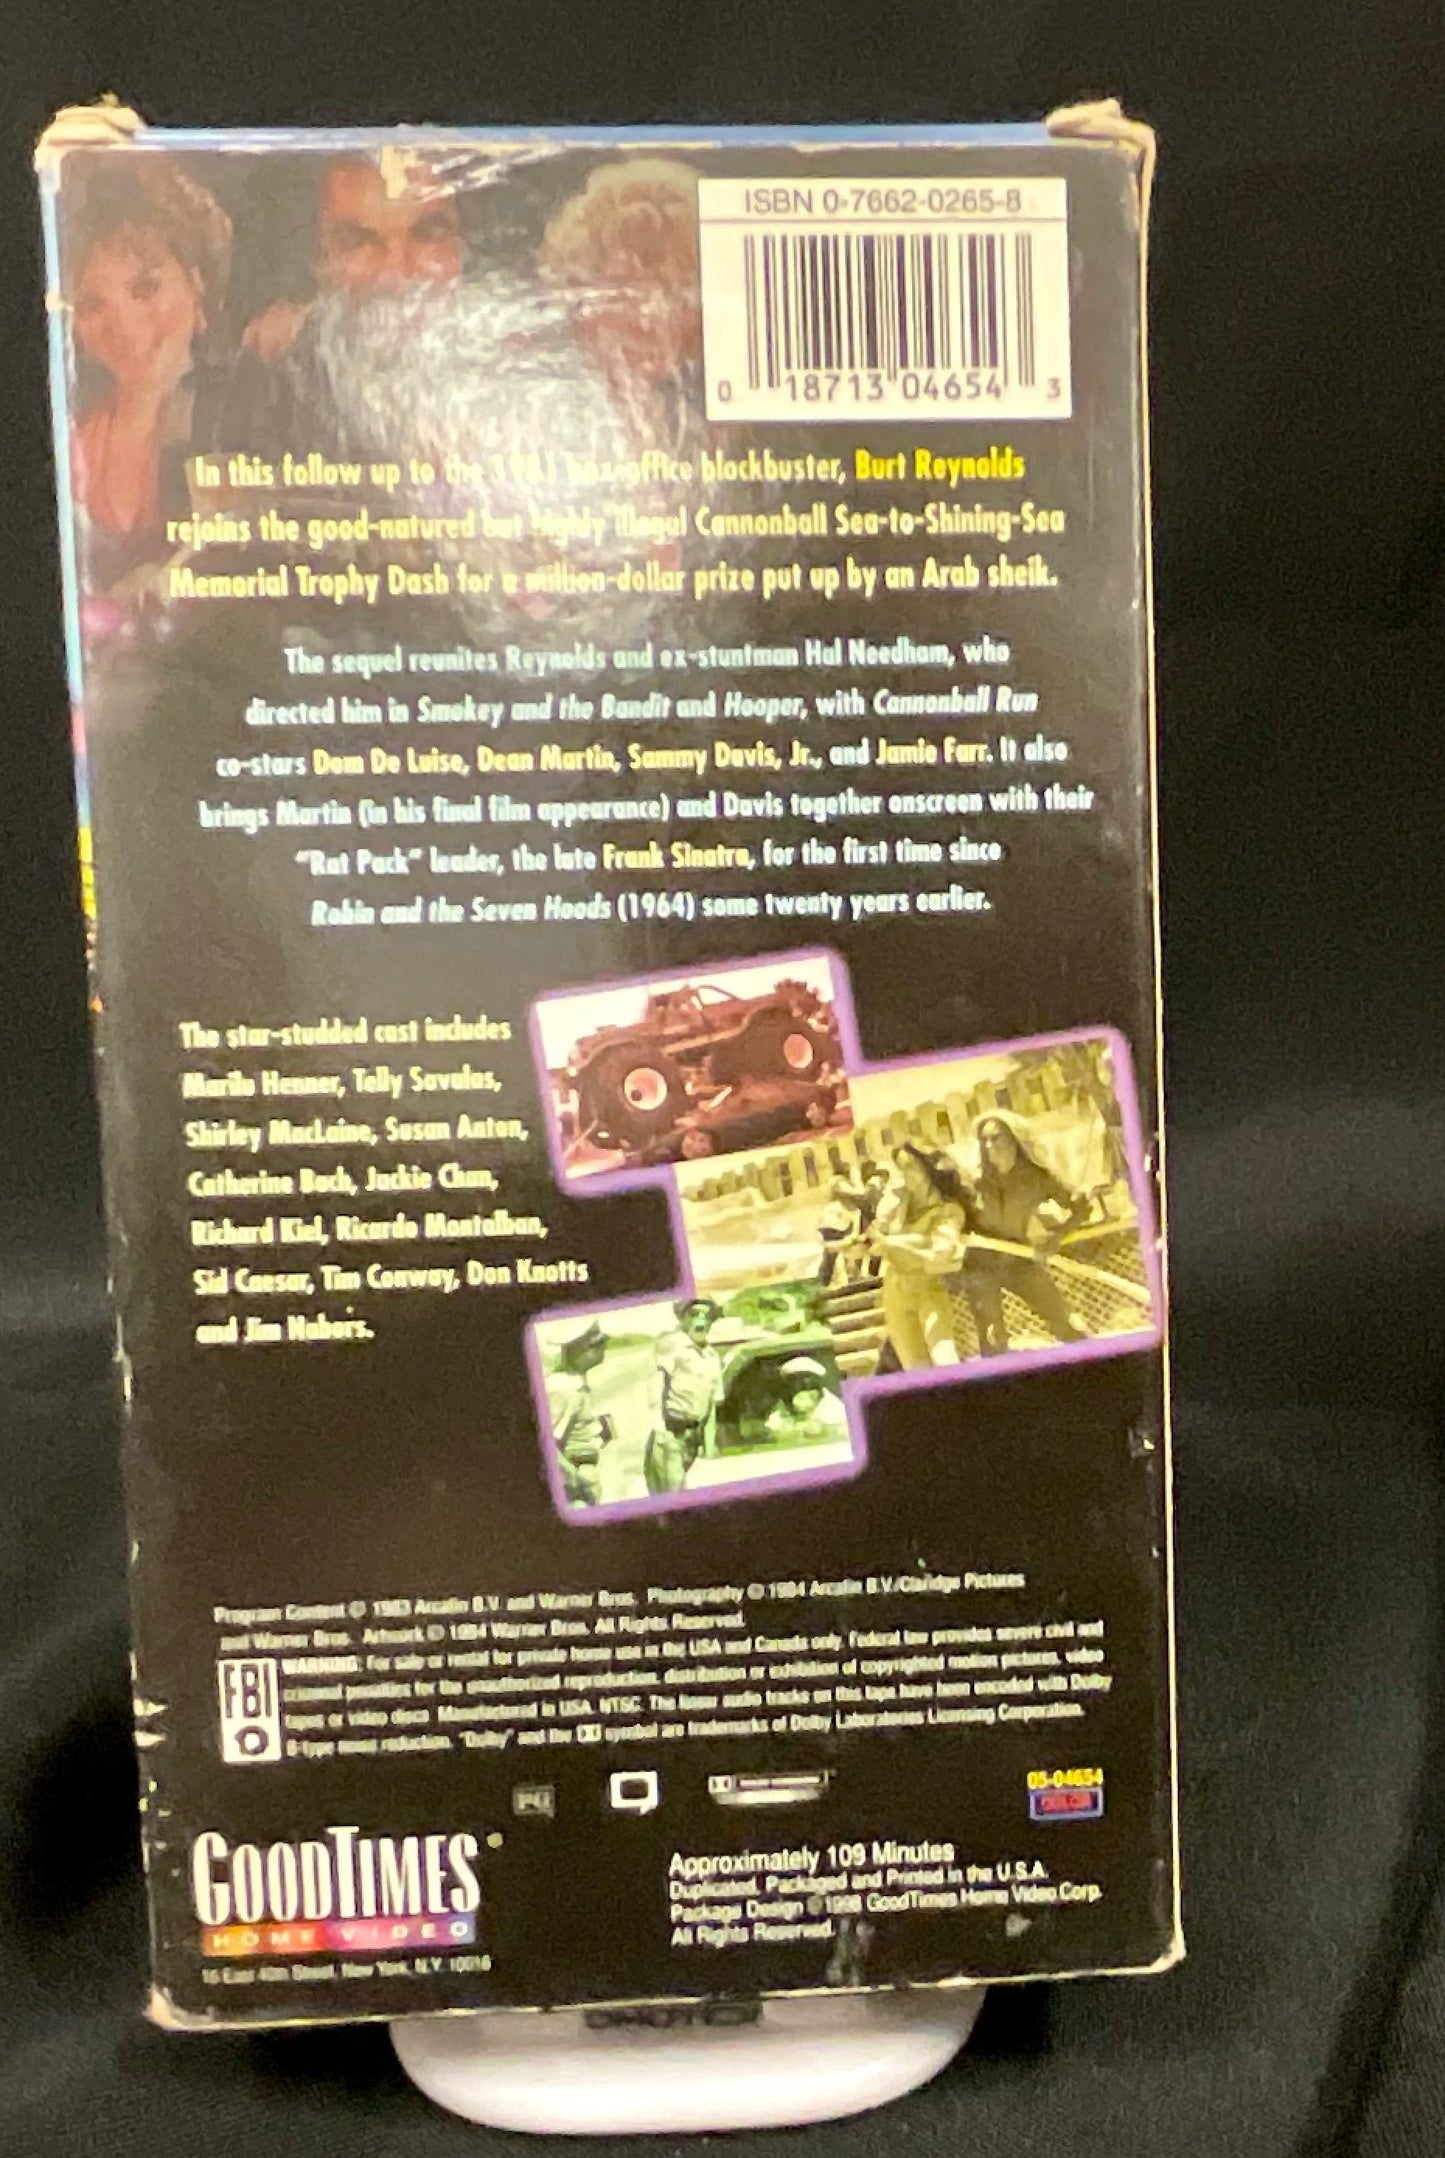 ISBN 0-7662-0265-8
0 18713 04654 3
In this follow up to the 1981 box-office blockbuster, Burt Reynolds
rejoins the good-natured but highly illegal Cannonball Sea-to-Shining-Sea
Memorial Trophy Dash for a million-dollar prize put up by an Arab sheik.
The sequel reunites Reynolds and ex-stuntman Hal Needham, who
directed him in Smokey and the Bandit and Hooper, with Cannonball Run
co-stars Dom De Luise, Dean Martin, Sammy Davis, Jr., and Jamie Farr. It also
brings Martin (in his final film appearance) and Davis together onscreen with their
"Rat Pack" leader, the late Frank Sinatra, for the first time since
Robin and the Seven Hoods (1964) some twenty years earlier.
The star-studded cast includes
Marilu Henner, Telly Savalas,
Shirley MacLaine, Susan Anton,
Catherine Bach, Jackie Chan,
Richard Kiel, Ricardo Montalban,
Sid Caesar, Tim Conway, Don Knotts
and Jim Nabors.
Program Content © 1983 Arcafin B.V. and Warner Bros. Photography © 1984 Arcafin B.V./Claridge Pictures
and Warner Bros. Artwork © 1984 Warner Bros. All Rights Reserved.
FBI
WARNING: For sale or rental for private home use in the USA and Canada only. Federal law provides severe civil and
criminal penalties for the unauthorized reproduction, distribution or exhibition of copyrighted motion pictures, video
tapes or video discs. Manufactured in USA. NTSC. The linear audio tracks on this tape have been encoded with Dolby
B-type noise reduction. "Dolby" and the symbol are trademarks of Dolby Laboratories Licensing Corporation.
PG
05-04654
GOODTIMES®
HOME VIDEO
16 East 40th Street, New York, N.Y. 10016
Approximately 109 Minutes
Duplicated, Packaged and Printed in the U.S.A.
Package Design ©1998 GoodTimes Home Video Corp.
All Rights Reserved.